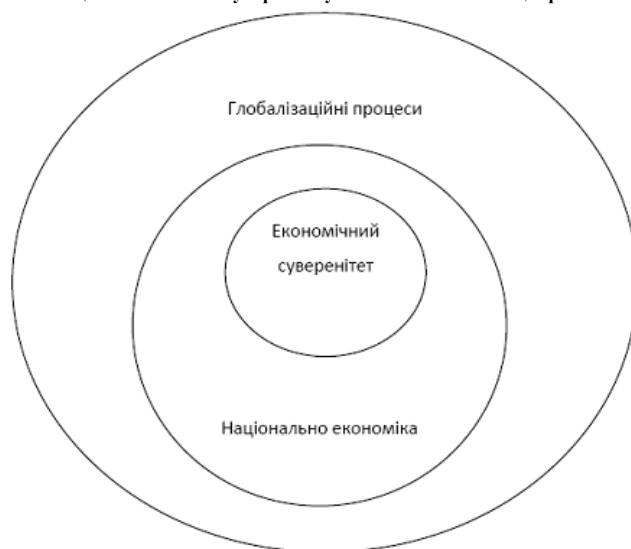 Глобалізаційні процеси
Економічний
суверенітет
Національно економіка